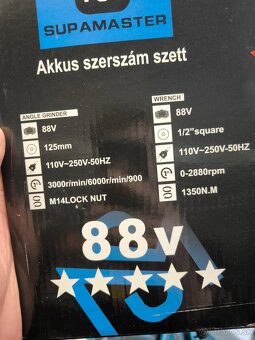 SUPAMASTER
Akkus szerszám szett
ANGLE GRINDER
88V
125mm
110V~250V-50HZ
3000r/min/6000r/min/900
M14LOCK NUT
WRENCH
88V
1/2"square
110V~250V-50HZ
0-2880rpm
1350N.M
88v